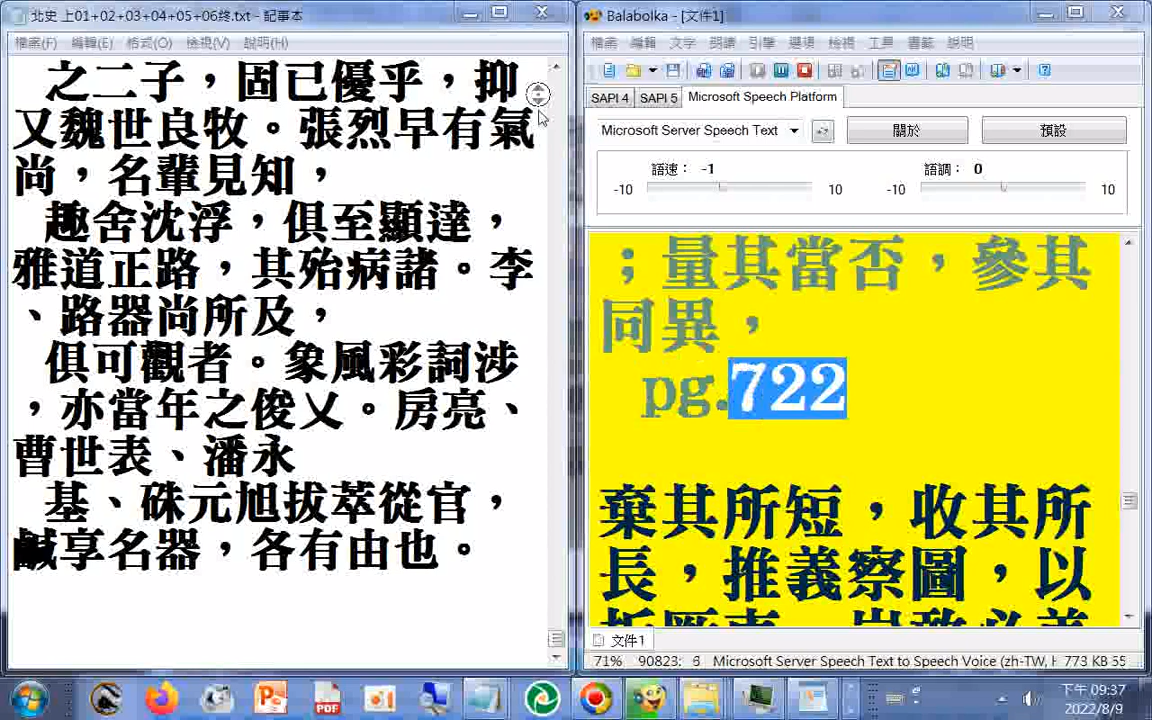 北史 上01+02+03+04+05+06终.txt - 記事本
檔案(F) 編輯(E) 格式(O) 檢視(V) 說明(H)
之二子，固已優乎，抑
又魏世良牧。張烈早有氣
尚，名輩見知，
趣舍沈浮，俱至顯達，
雅道正路，其殆病諸。李
、路器尚所及，
俱可觀者。象風彩詞涉
，亦當年之俊乂。房亮、
曹世表、潘永
基、硃元旭拔萃從官，
鹹享名器，各有由也。
Balabolka - [文件1]
檔案 編輯 文字 朗讀 引擎 選項 檢視 工具 書籤 說明
SAPI 4 SAPI 5 Microsoft Speech Platform
Microsoft Server Speech Text 關於 預設
語速： -1 語調： 0
-10 10 -10 10
；量其當否，參其
同異，
pg.722
棄其所短，收其所
長，推義察圖，以
文件1
71% 90823: 6 Microsoft Server Speech Text to Speech Voice (zh-TW, H 773 KB 55
PDF
下午 09:37
2022/8/9